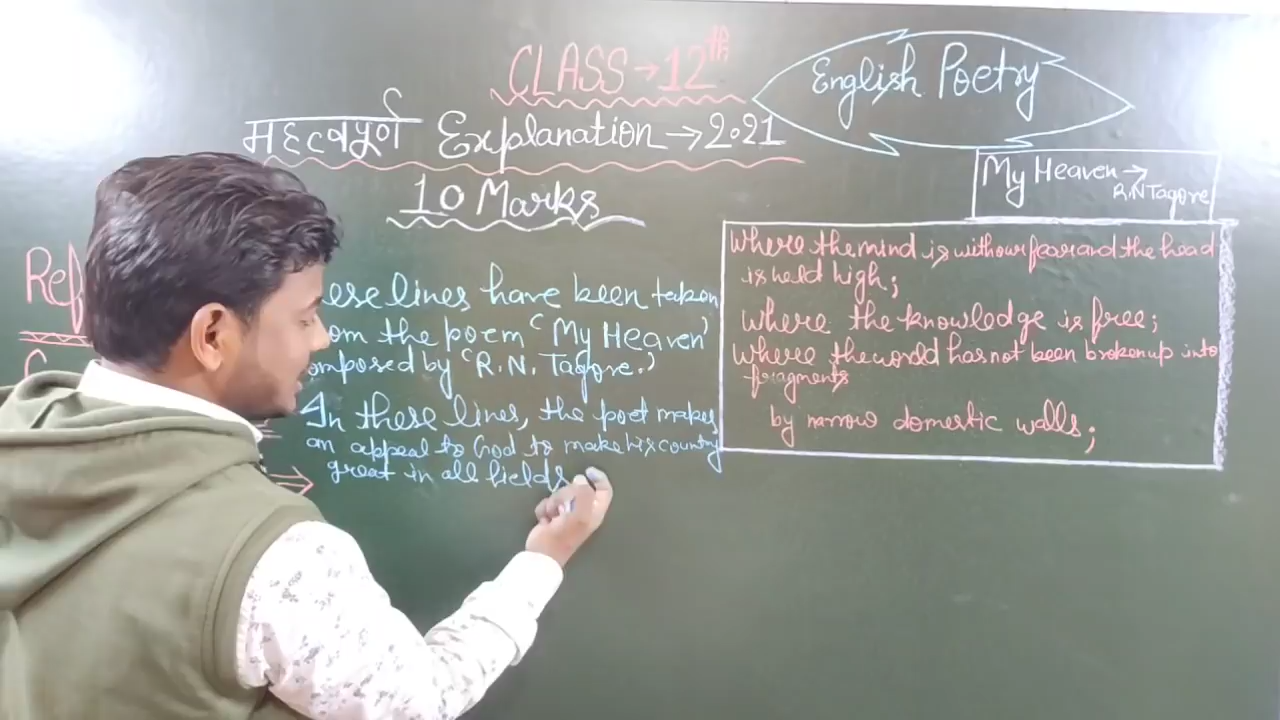 CLASS → 12th
English Poetry
महत्वपूर्ण Explanation → 2021
10 Marks
My Heaven →
R.N Tagore
Ref
ese lines have been taken
om the poem 'My Heaven'
omposed by 'R.N. Tagore.'
In these lines, the poet makes
an appeal to God to make his country
great in all fields
Where the mind is without fear and the head
is held high;
Where the knowledge is free;
Where the world has not been broken up into
fragments
by narrow domestic walls;